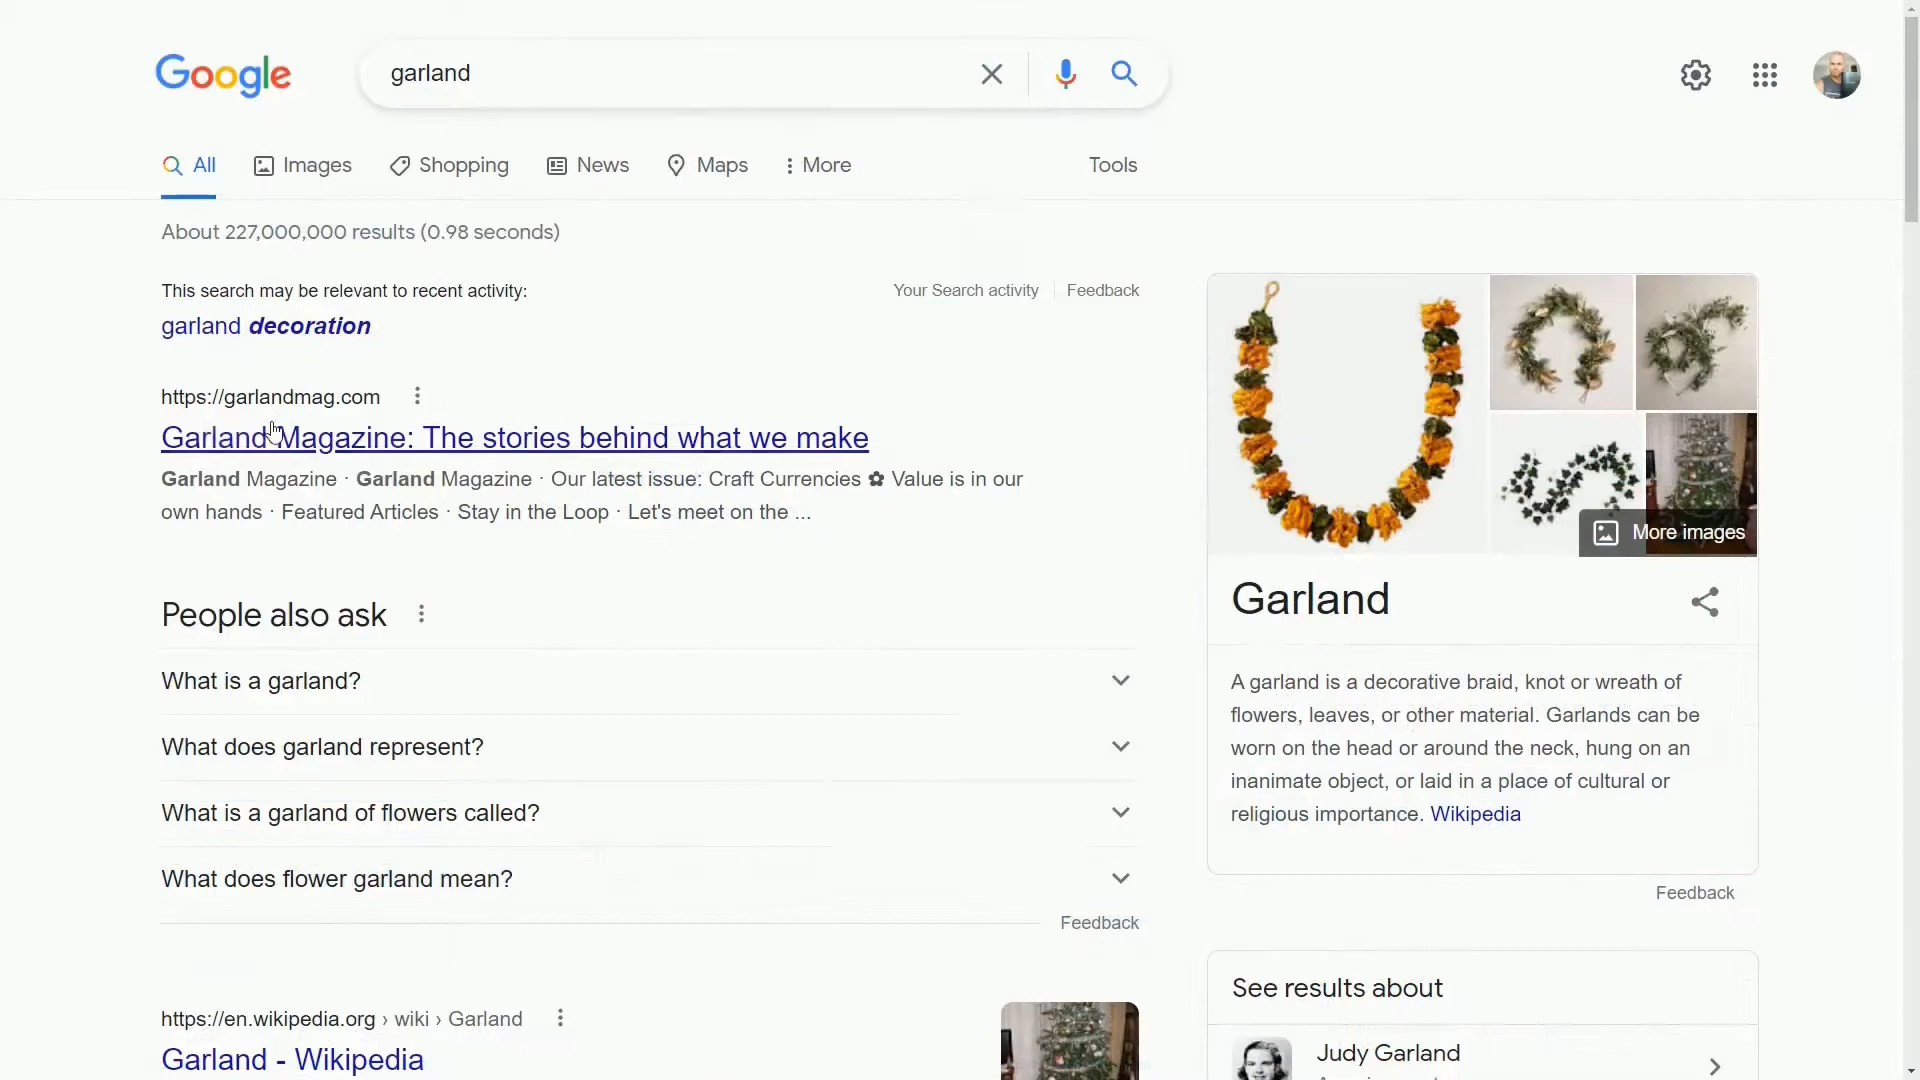 Google
garland
All
Images
Shopping
News
Maps
More
Tools
About 227,000,000 results (0.98 seconds)
This search may be relevant to recent activity:
Your Search activity
Feedback
garland decoration
https://garlandmag.com
Garland Magazine: The stories behind what we make
Garland Magazine · Garland Magazine · Our latest issue: Craft Currencies ✿ Value is in our
own hands · Featured Articles · Stay in the Loop · Let's meet on the ...
People also ask
What is a garland?
What does garland represent?
What is a garland of flowers called?
What does flower garland mean?
Feedback
https://en.wikipedia.org › wiki › Garland
Garland - Wikipedia
More images
Garland
A garland is a decorative braid, knot or wreath of
flowers, leaves, or other material. Garlands can be
worn on the head or around the neck, hung on an
inanimate object, or laid in a place of cultural or
religious importance. Wikipedia
Feedback
See results about
Judy Garland